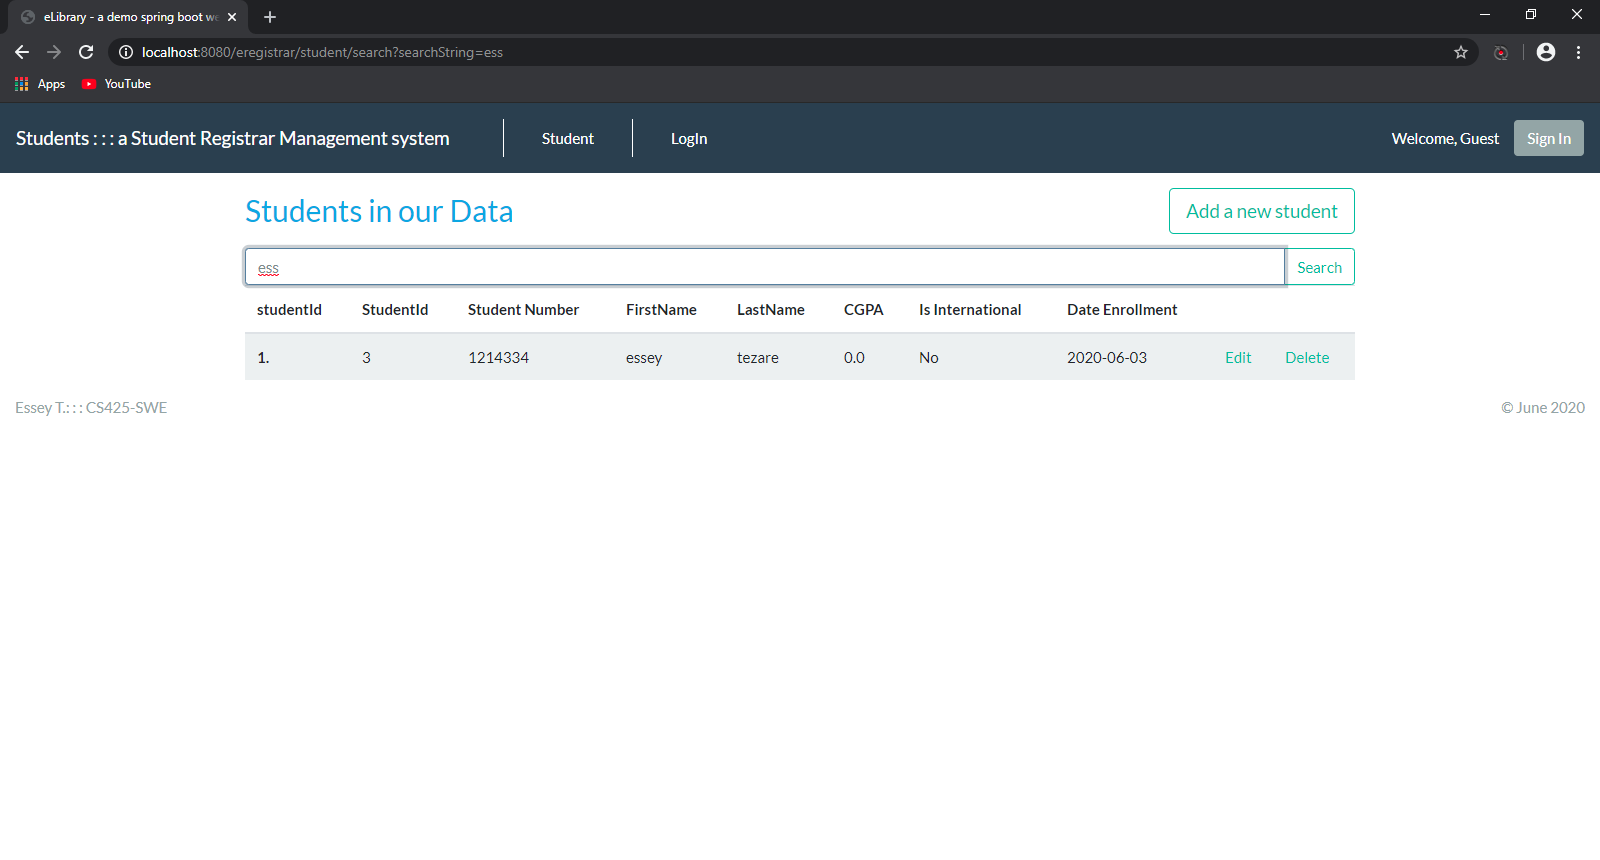 eLibrary - a demo spring boot we
localhost:8080/eregistrar/student/search?searchString=ess
Apps YouTube
Students : : : a Student Registrar Management system Student LogIn Welcome, Guest Sign In
Students in our Data Add a new student
ess Search
studentId StudentId Student Number FirstName LastName CGPA Is International Date Enrollment
1. 3 1214334 essey tezare 0.0 No 2020-06-03 Edit Delete
Essey T.: : : CS425-SWE © June 2020